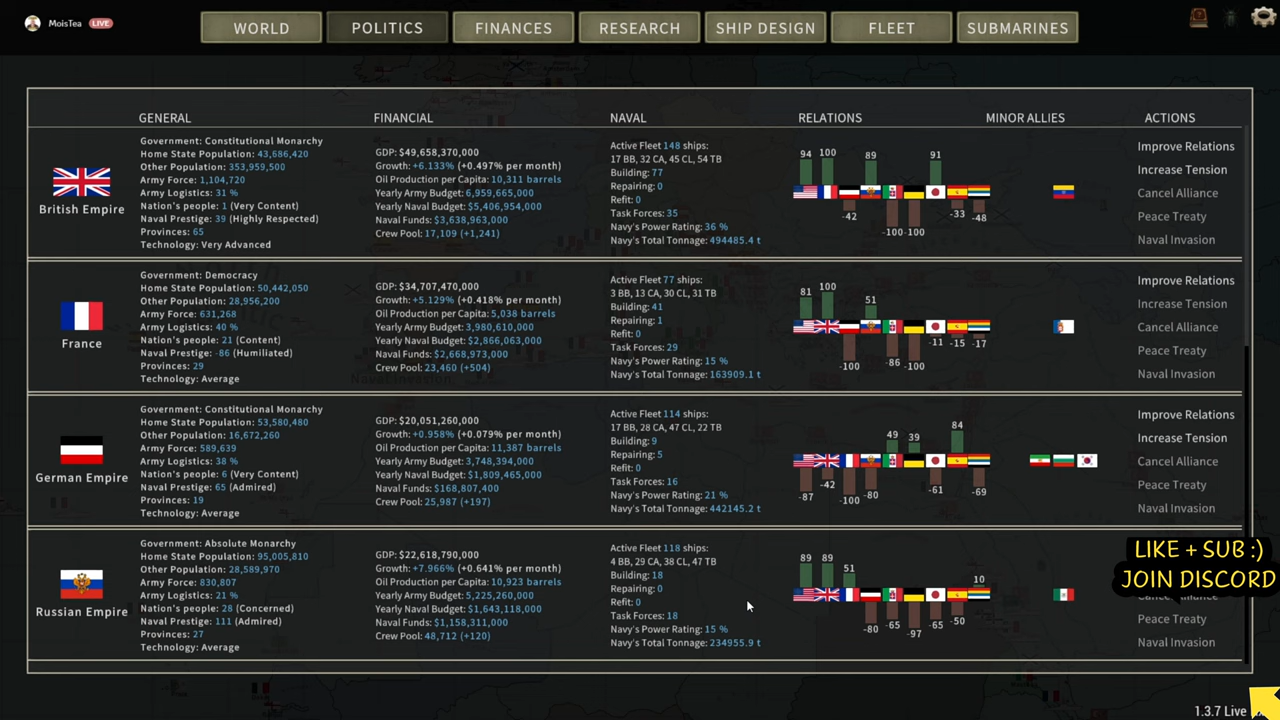 MoisTea LIVE
WORLD POLITICS FINANCES RESEARCH SHIP DESIGN FLEET SUBMARINES
GENERAL FINANCIAL NAVAL RELATIONS MINOR ALLIES ACTIONS
British Empire
Government: Constitutional Monarchy
Home State Population: 43,686,420
Other Population: 353,959,500
Army Force: 1,104,720
Army Logistics: 31 %
Nation's people: 1 (Very Content)
Naval Prestige: 39 (Highly Respected)
Provinces: 65
Technology: Very Advanced
GDP: $49,658,370,000
Growth: +6.133% (+0.497% per month)
Oil Production per Capita: 10,311 barrels
Yearly Army Budget: 6,959,665,000
Yearly Naval Budget: $5,406,954,000
Naval Funds: $3,638,963,000
Crew Pool: 17,109 (+1,241)
Active Fleet 148 ships:
17 BB, 32 CA, 45 CL, 54 TB
Building: 77
Repairing: 0
Refit: 0
Task Forces: 35
Navy's Power Rating: 36 %
Navy's Total Tonnage: 494485.4 t
94 100 89 91
-42 -100 -100 -33 -48
Improve Relations
Increase Tension
Cancel Alliance
Peace Treaty
Naval Invasion
France
Government: Democracy
Home State Population: 50,442,050
Other Population: 28,956,200
Army Force: 631,268
Army Logistics: 40 %
Nation's people: 21 (Content)
Naval Prestige: -86 (Humiliated)
Provinces: 29
Technology: Average
GDP: $34,707,470,000
Growth: +5.129% (+0.418% per month)
Oil Production per Capita: 5,038 barrels
Yearly Army Budget: 3,980,610,000
Yearly Naval Budget: $2,866,063,000
Naval Funds: $2,668,973,000
Crew Pool: 23,460 (+504)
Active Fleet 77 ships:
3 BB, 13 CA, 30 CL, 31 TB
Building: 41
Repairing: 1
Refit: 0
Task Forces: 29
Navy's Power Rating: 15 %
Navy's Total Tonnage: 163909.1 t
81 100 51
-100 -86 -100 -11 -15 -17
Improve Relations
Increase Tension
Cancel Alliance
Peace Treaty
Naval Invasion
German Empire
Government: Constitutional Monarchy
Home State Population: 53,580,480
Other Population: 16,672,260
Army Force: 589,639
Army Logistics: 38 %
Nation's people: 6 (Very Content)
Naval Prestige: 65 (Admired)
Provinces: 19
Technology: Average
GDP: $20,051,260,000
Growth: +0.958% (+0.079% per month)
Oil Production per Capita: 11,387 barrels
Yearly Army Budget: 3,748,394,000
Yearly Naval Budget: $1,809,465,000
Naval Funds: $168,807,400
Crew Pool: 25,987 (+197)
Active Fleet 114 ships:
17 BB, 28 CA, 47 CL, 22 TB
Building: 9
Repairing: 5
Refit: 0
Task Forces: 16
Navy's Power Rating: 21 %
Navy's Total Tonnage: 442145.2 t
49 39 84
-87 -42 -100 -80 -61 -69
Improve Relations
Increase Tension
Cancel Alliance
Peace Treaty
Naval Invasion
Russian Empire
Government: Absolute Monarchy
Home State Population: 95,005,810
Other Population: 28,589,970
Army Force: 830,807
Army Logistics: 21 %
Nation's people: 28 (Concerned)
Naval Prestige: 111 (Admired)
Provinces: 27
Technology: Average
GDP: $22,618,790,000
Growth: +7.966% (+0.641% per month)
Oil Production per Capita: 10,923 barrels
Yearly Army Budget: 5,225,260,000
Yearly Naval Budget: $1,643,118,000
Naval Funds: $1,158,311,000
Crew Pool: 48,712 (+120)
Active Fleet 118 ships:
4 BB, 29 CA, 38 CL, 47 TB
Building: 18
Repairing: 0
Refit: 0
Task Forces: 18
Navy's Power Rating: 15 %
Navy's Total Tonnage: 234955.9 t
89 89 51 10
-80 -65 -97 -65 -50
LIKE + SUB :)
JOIN DISCORD
Peace Treaty
Naval Invasion
1.3.7 Live